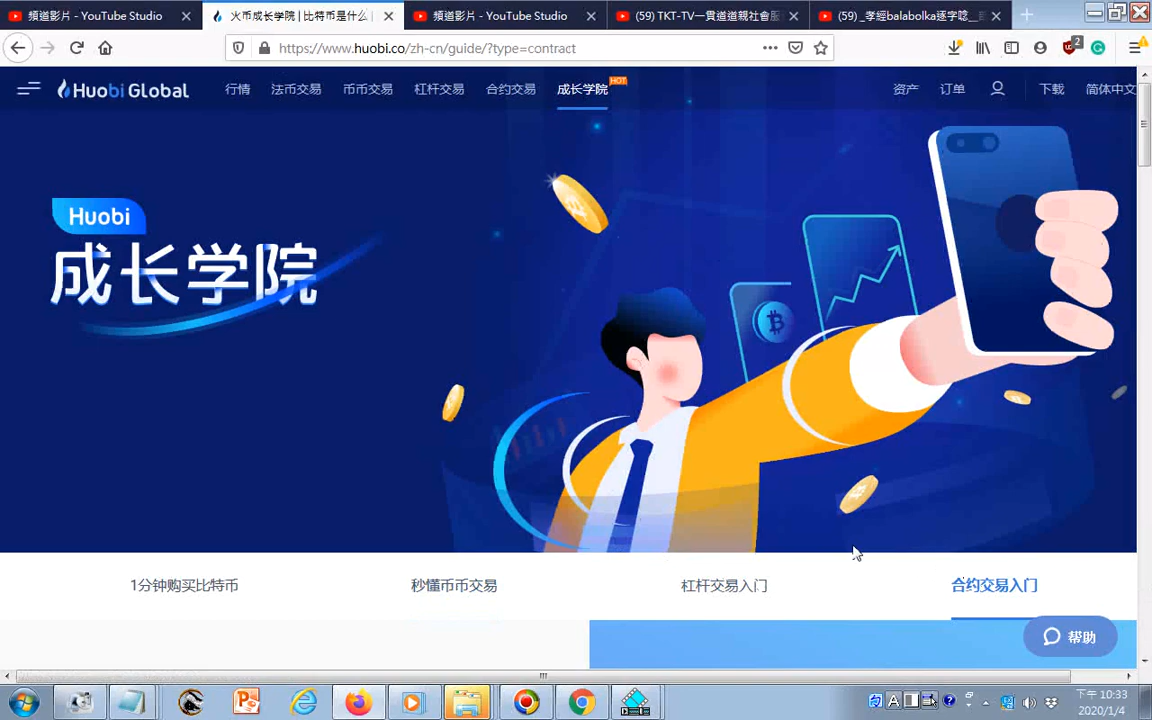 頻道影片 - YouTube Studio
火币成长学院 | 比特币是什么 |
頻道影片 - YouTube Studio
(59) TKT-TV一貫道道親社會服
(59) _孝經balabolka逐字唸__
https://www.huobi.co/zh-cn/guide/?type=contract
2
Huobi Global
行情
法币交易
币币交易
杠杆交易
合约交易
成长学院
HOT
资产
订单
下载
简体中文
Huobi
成长学院
1分钟购买比特币
秒懂币币交易
杠杆交易入门
合约交易入门
帮助
下午 10:33
2020/1/4